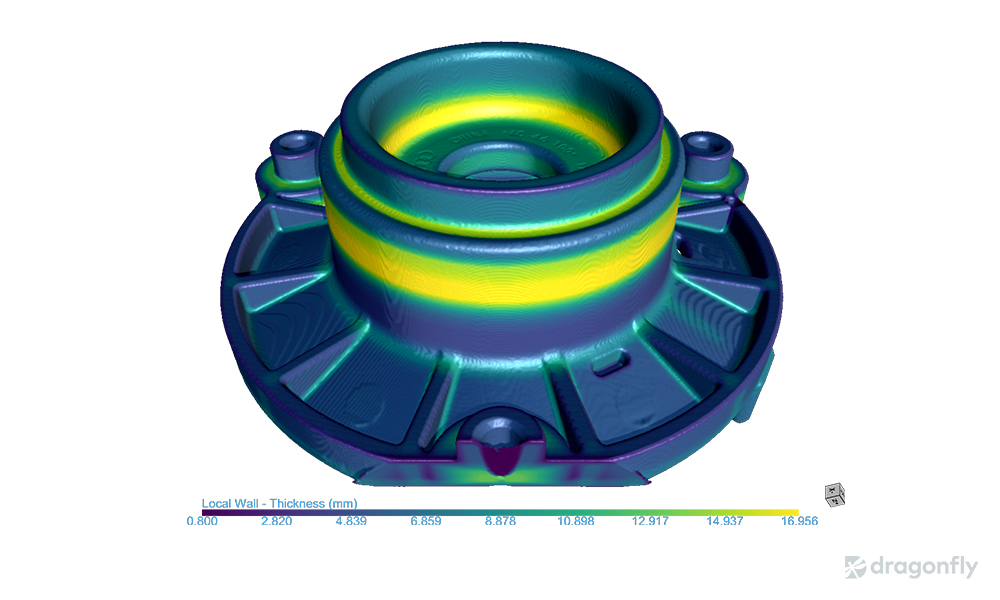 CHINA
Local Wall - Thickness (mm)
0.800 2.820 4.839 6.859 8.878 10.898 12.917 14.937 16.956
dragonfly